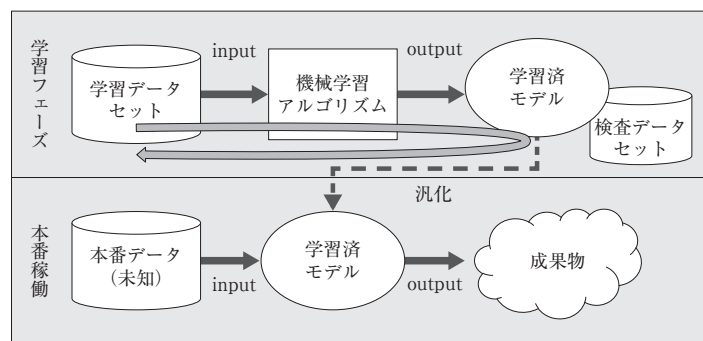 学習フェーズ
学習データ
セット
input
機械学習
アルゴリズム
output
学習済
モデル
検査データ
セット
汎化
本番稼働
本番データ
(未知)
input
学習済
モデル
output
成果物